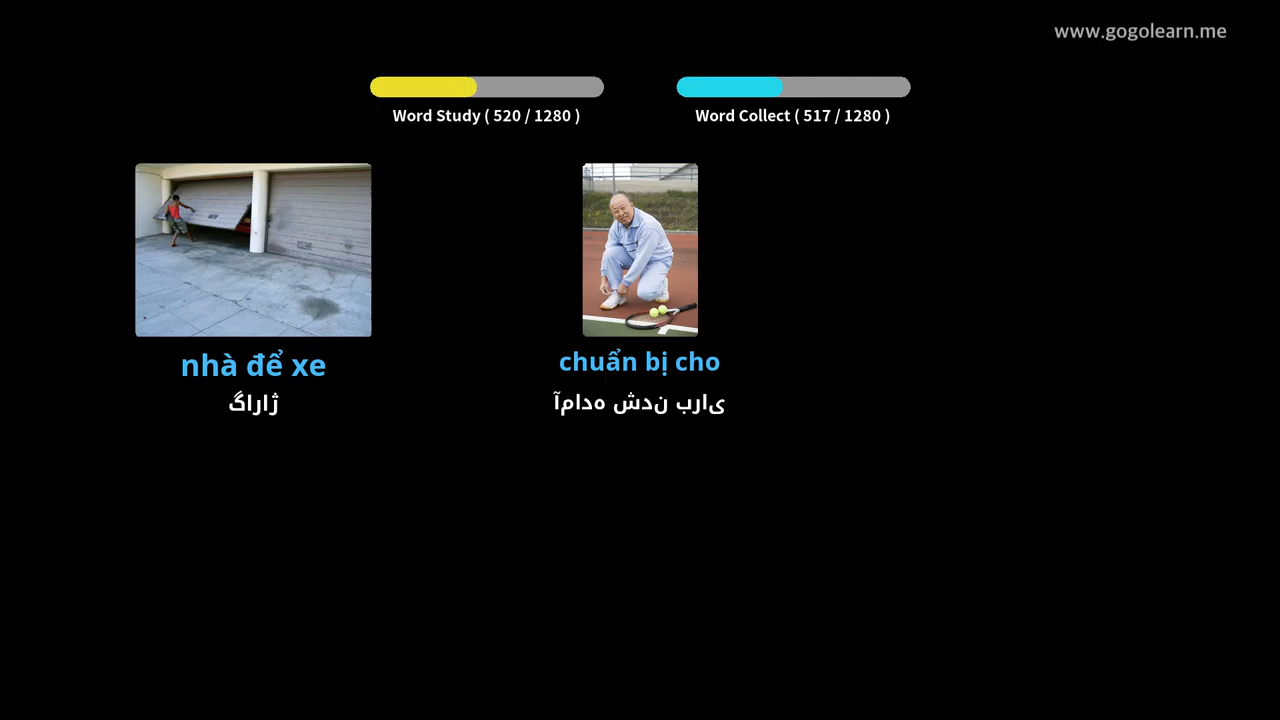 www.gogolearn.me
Word Study ( 520 / 1280 )
Word Collect ( 517 / 1280 )
nhà để xe
گاراژ
chuẩn bị cho
آماده شدن برای